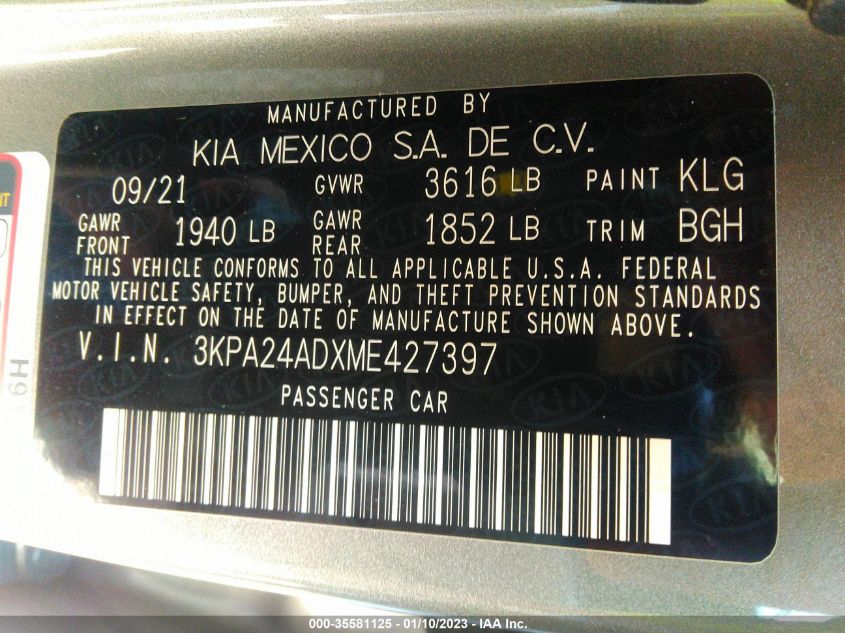 MANUFACTURED BY
KIA MEXICO S.A. DE C.V.
09/21 GVWR 3616 LB PAINT KLG
GAWR FRONT 1940 LB GAWR REAR 1852 LB TRIM BGH
THIS VEHICLE CONFORMS TO ALL APPLICABLE U.S.A. FEDERAL
MOTOR VEHICLE SAFETY, BUMPER, AND THEFT PREVENTION STANDARDS
IN EFFECT ON THE DATE OF MANUFACTURE SHOWN ABOVE.
V.I.N. 3KPA24ADXME427397
PASSENGER CAR
000-35581125 - 01/10/2023 - IAA Inc.